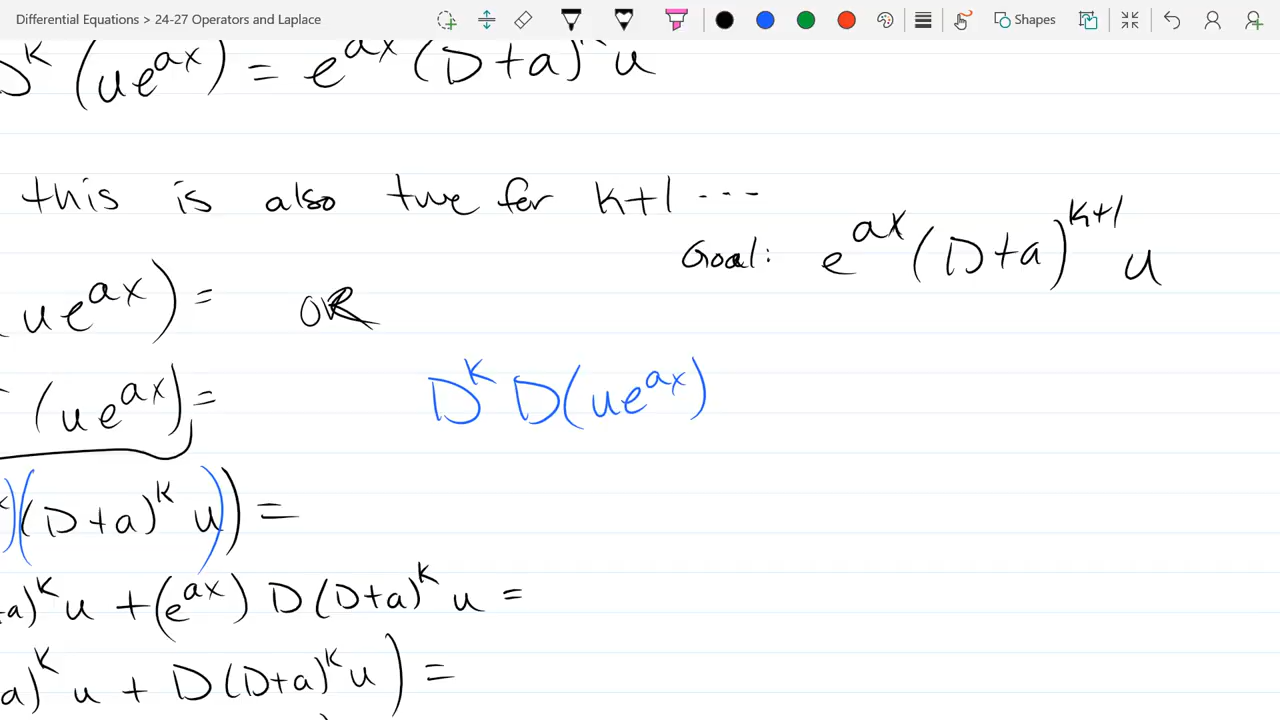 Differential Equations > 24-27 Operators and Laplace
Shapes
D^k (ue^{ax}) = e^{ax} (D+a)^k u
this is also true for k+1 ---
Goal: e^{ax} (D+a)^{k+1} u
(ue^{ax}) = OR
(ue^{ax}) = D^k D(ue^{ax})
)((D+a)^k u)) =
+a)^k u + (e^{ax}) D(D+a)^k u =
a)^k u + D(D+a)^k u) =